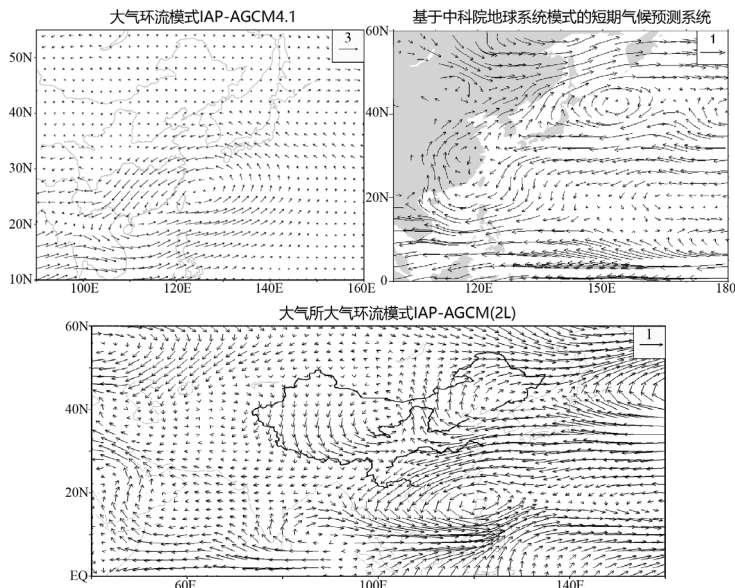 大气环流模式IAP-AGCM4.1
3
50N
40N
30N
20N
10N
100E
120E
140E
160E
基于中科院地球系统模式的短期气候预测系统
1
60N
40N
20N
0
120E
150E
180
大气所大气环流模式IAP-AGCM(2L)
1
60N
40N
20N
EQ
60E
100E
140E